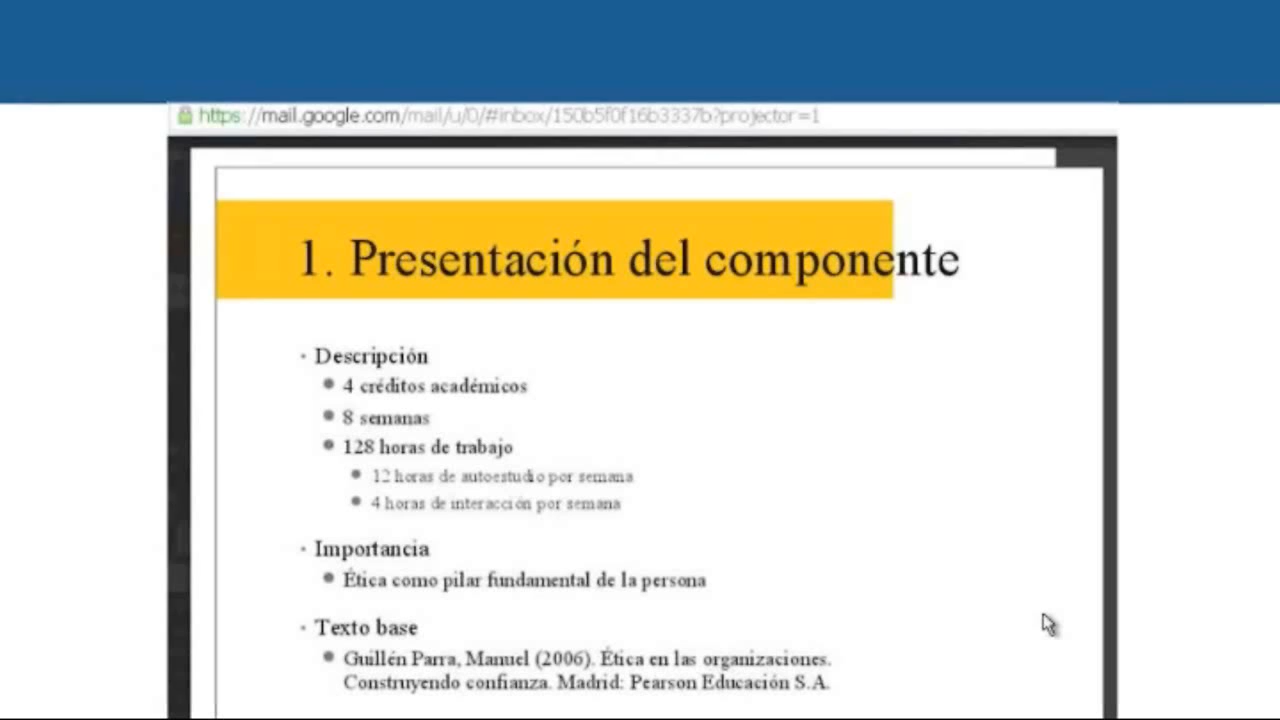 https://mail.google.com/mail/u/0/#inbox/150b5f0f16b3337b?projector=1
1. Presentación del componente
· Descripción
● 4 créditos académicos
● 8 semanas
● 128 horas de trabajo
● 12 horas de autoestudio por semana
● 4 horas de interacción por semana
· Importancia
● Ética como pilar fundamental de la persona
· Texto base
● Guillén Parra, Manuel (2006). Ética en las organizaciones.
Construyendo confianza. Madrid: Pearson Educación S.A.